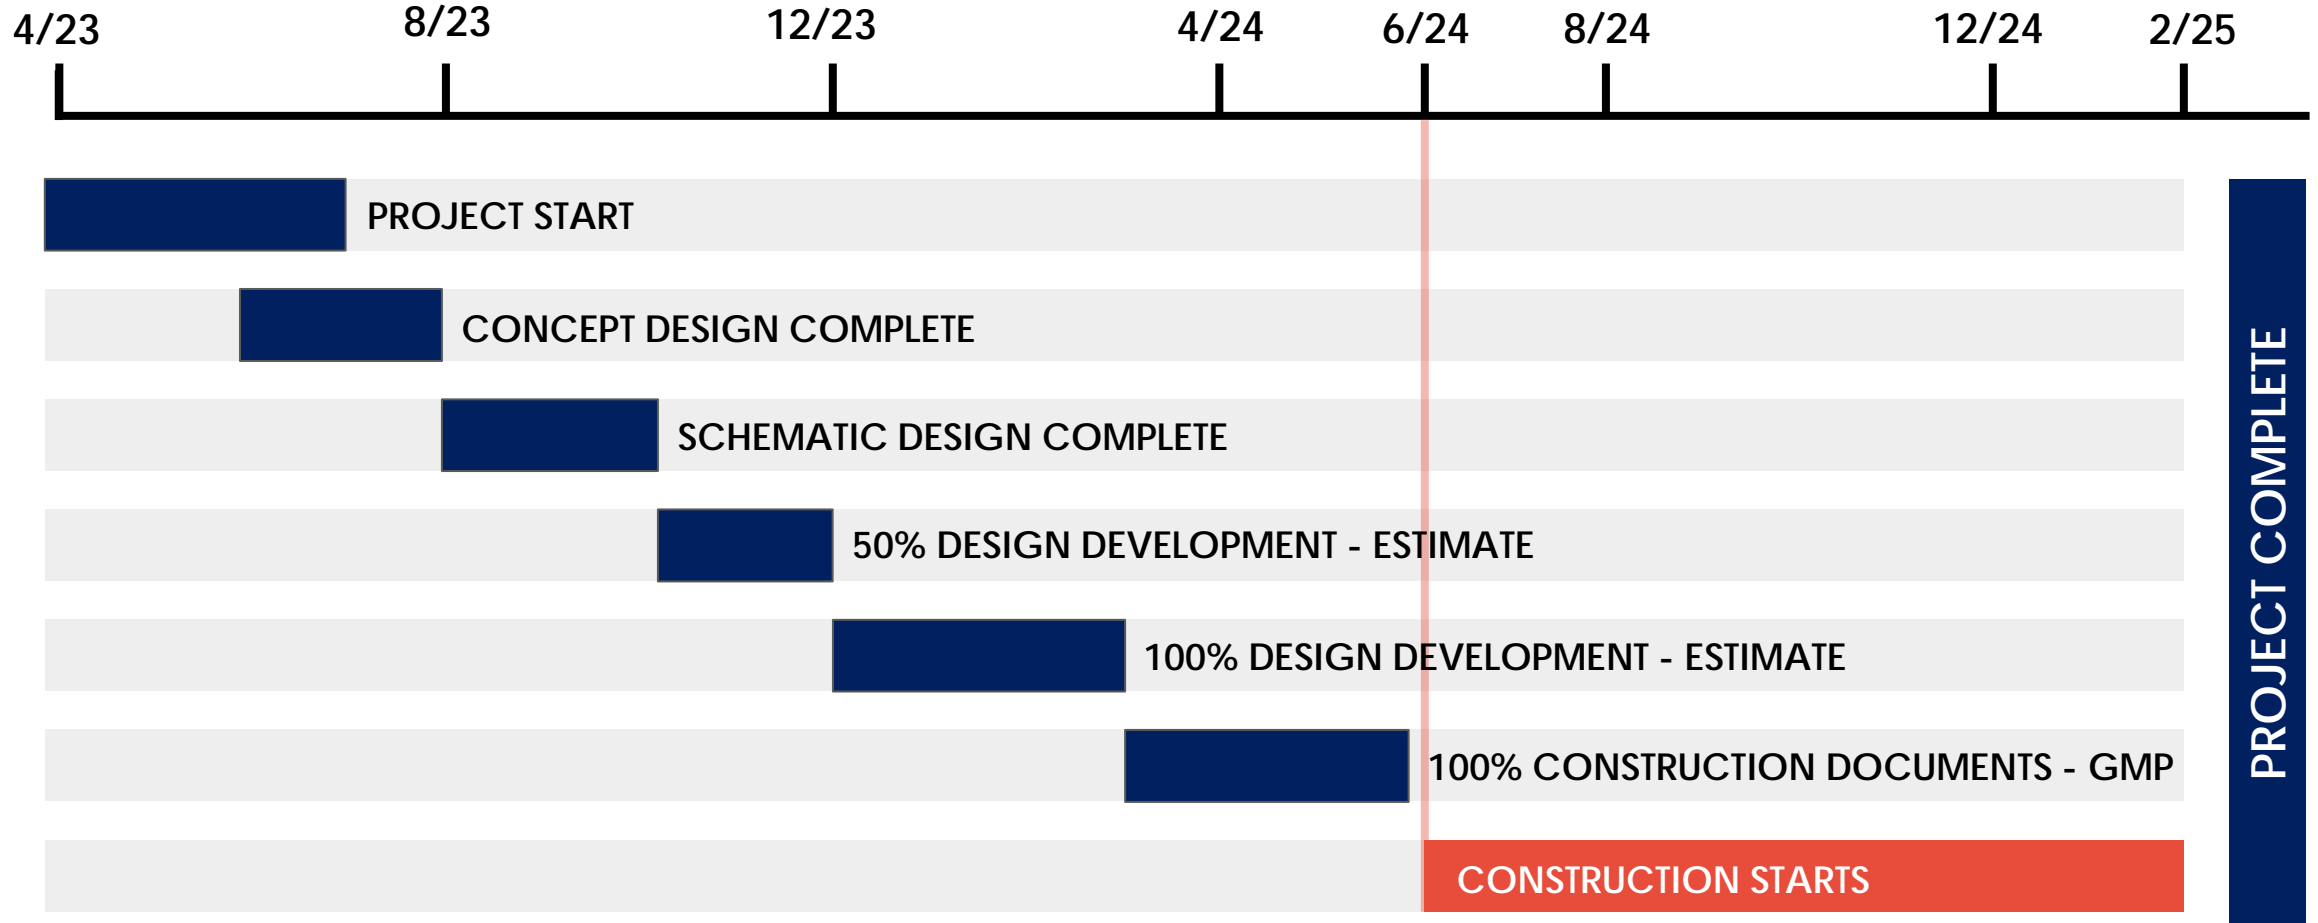 4/23
8/23
12/23
4/24
6/24
8/24
12/24
2/25
PROJECT START
CONCEPT DESIGN COMPLETE
SCHEMATIC DESIGN COMPLETE
50% DESIGN DEVELOPMENT - ESTIMATE
100% DESIGN DEVELOPMENT - ESTIMATE
100% CONSTRUCTION DOCUMENTS - GMP
CONSTRUCTION STARTS
PROJECT COMPLETE